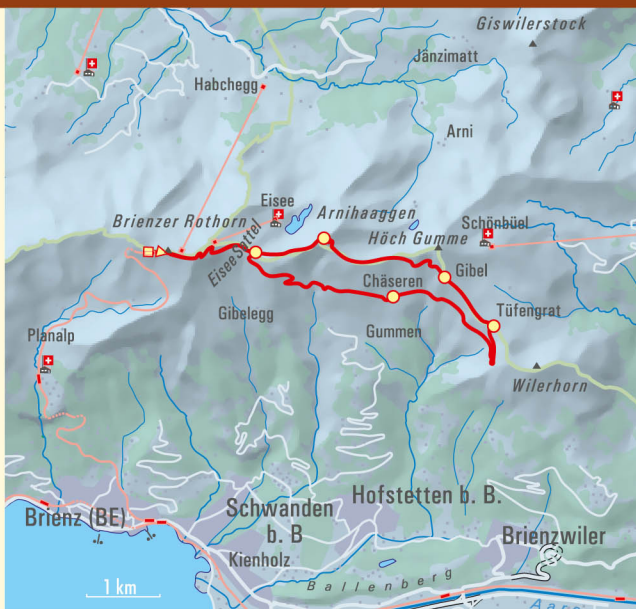 Giswilerstock
Jänzimatt
Habchegg
Arni
Eisee
Arnihaaggen
Brienzer Rothorn
Schönbüel
Eisee Sattel
Höch Gumme
Gibel
Chäseren
Gibelegg
Tüfengrat
Gummen
Planalp
Wilerhorn
Hofstetten b. B.
Schwanden
b. B
Brienz (BE)
Brienzwiler
Kienholz
Ballenberg
1 km